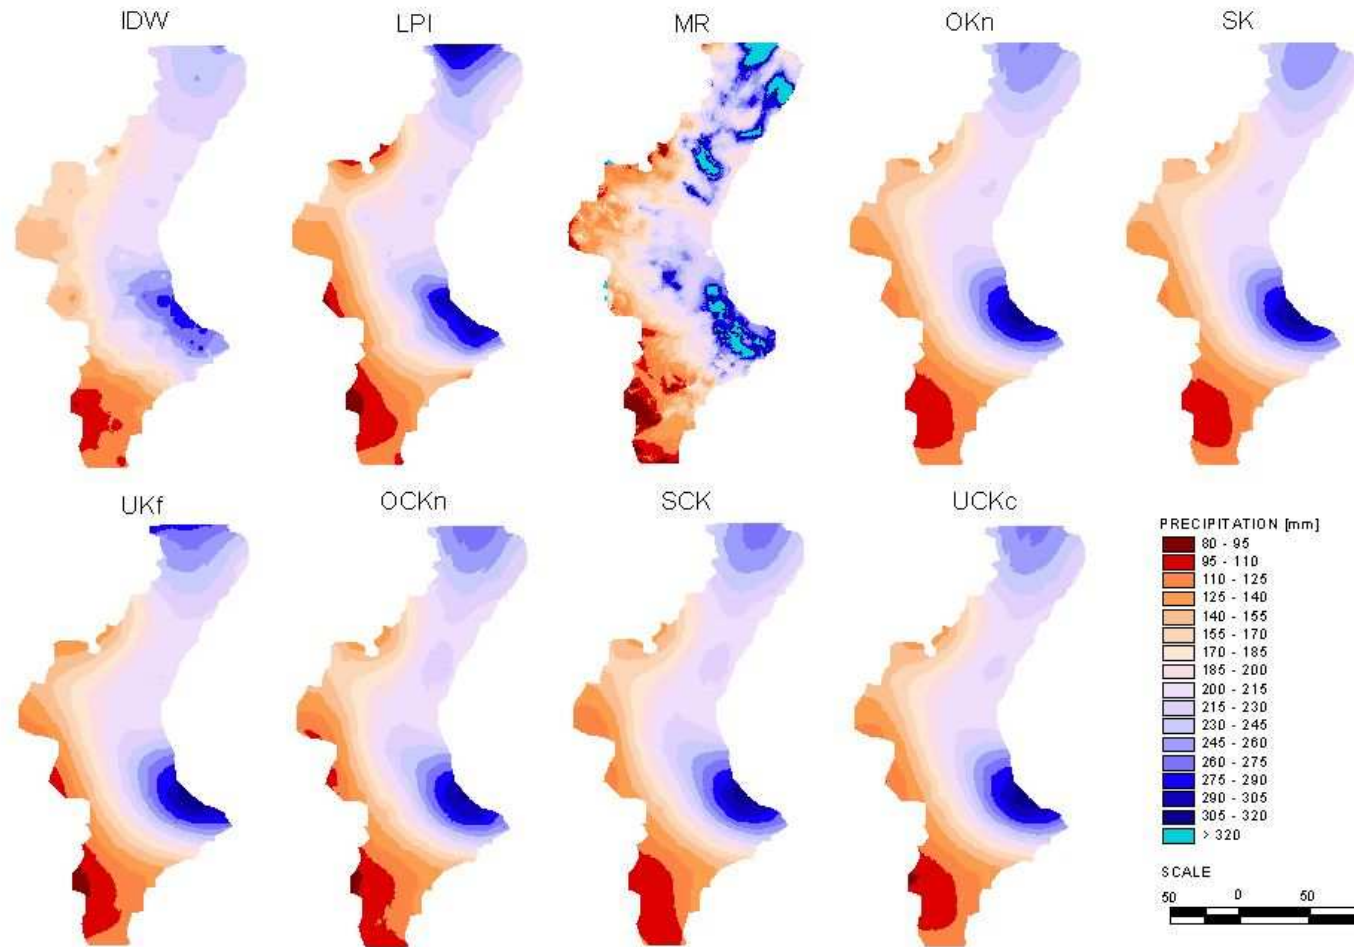 IDW LPI MR OKn SK
UKf OCKn SCK UCKc
PRECIPITATION [mm]
80 - 95
95 - 110
110 - 125
125 - 140
140 - 155
155 - 170
170 - 185
185 - 200
200 - 215
215 - 230
230 - 245
245 - 260
260 - 275
275 - 290
290 - 305
305 - 320
> 320
SCALE
50 0 50